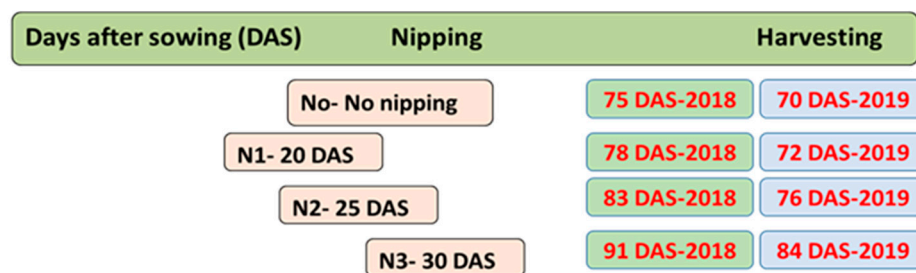 Days after sowing (DAS) Nipping Harvesting
No- No nipping 75 DAS-2018 70 DAS-2019
N1- 20 DAS 78 DAS-2018 72 DAS-2019
N2- 25 DAS 83 DAS-2018 76 DAS-2019
N3- 30 DAS 91 DAS-2018 84 DAS-2019